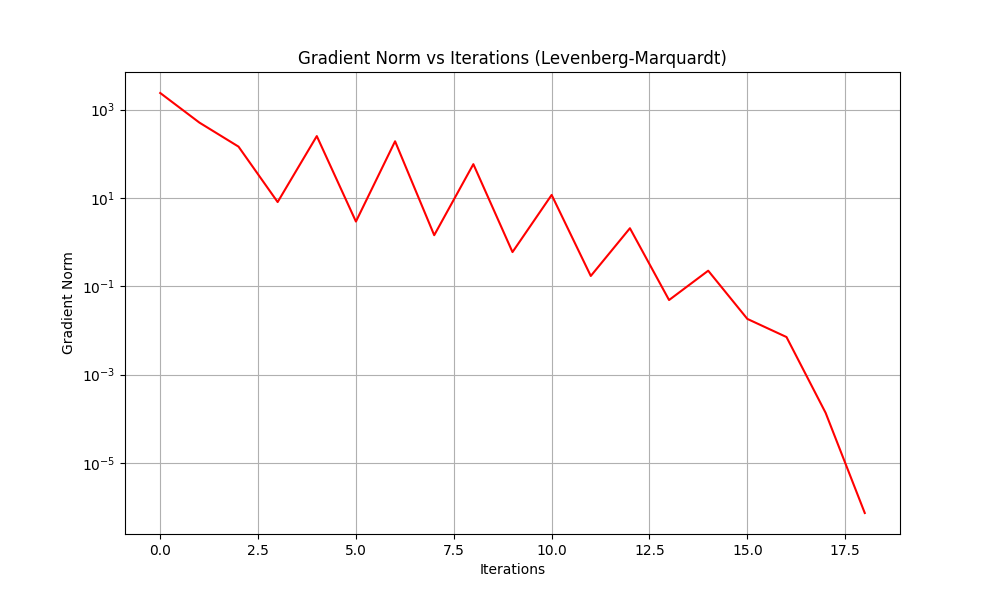 Gradient Norm vs Iterations (Levenberg-Marquardt)
Gradient Norm
10³
10¹
10⁻¹
10⁻³
10⁻⁵
0.0 2.5 5.0 7.5 10.0 12.5 15.0 17.5
Iterations